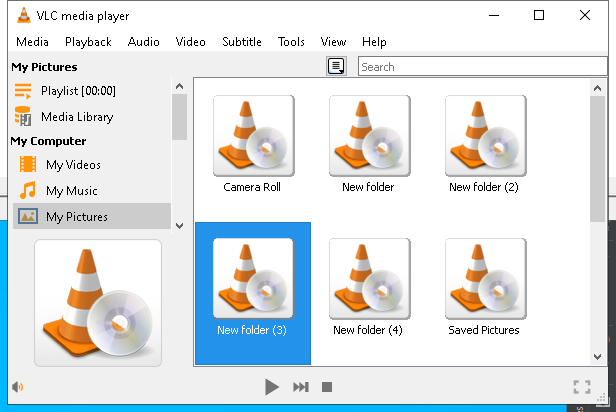 VLC media player
Media Playback Audio Video Subtitle Tools View Help
My Pictures
Search
Playlist [00:00]
Media Library
My Computer
My Videos
My Music
My Pictures
Camera Roll
New folder
New folder (2)
New folder (3)
New folder (4)
Saved Pictures